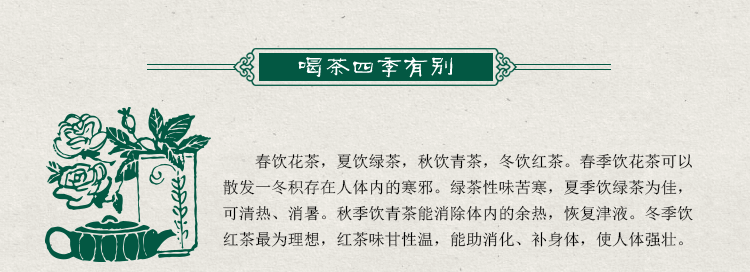 喝茶四季有别
春饮花茶，夏饮绿茶，秋饮青茶，冬饮红茶。春季饮花茶可以
散发一冬积存在人体内的寒邪。绿茶性味苦寒，夏季饮绿茶为佳，
可清热、消暑。秋季饮青茶能消除体内的余热，恢复津液。冬季饮
红茶最为理想，红茶味甘性温，能助消化、补身体，使人体强壮。